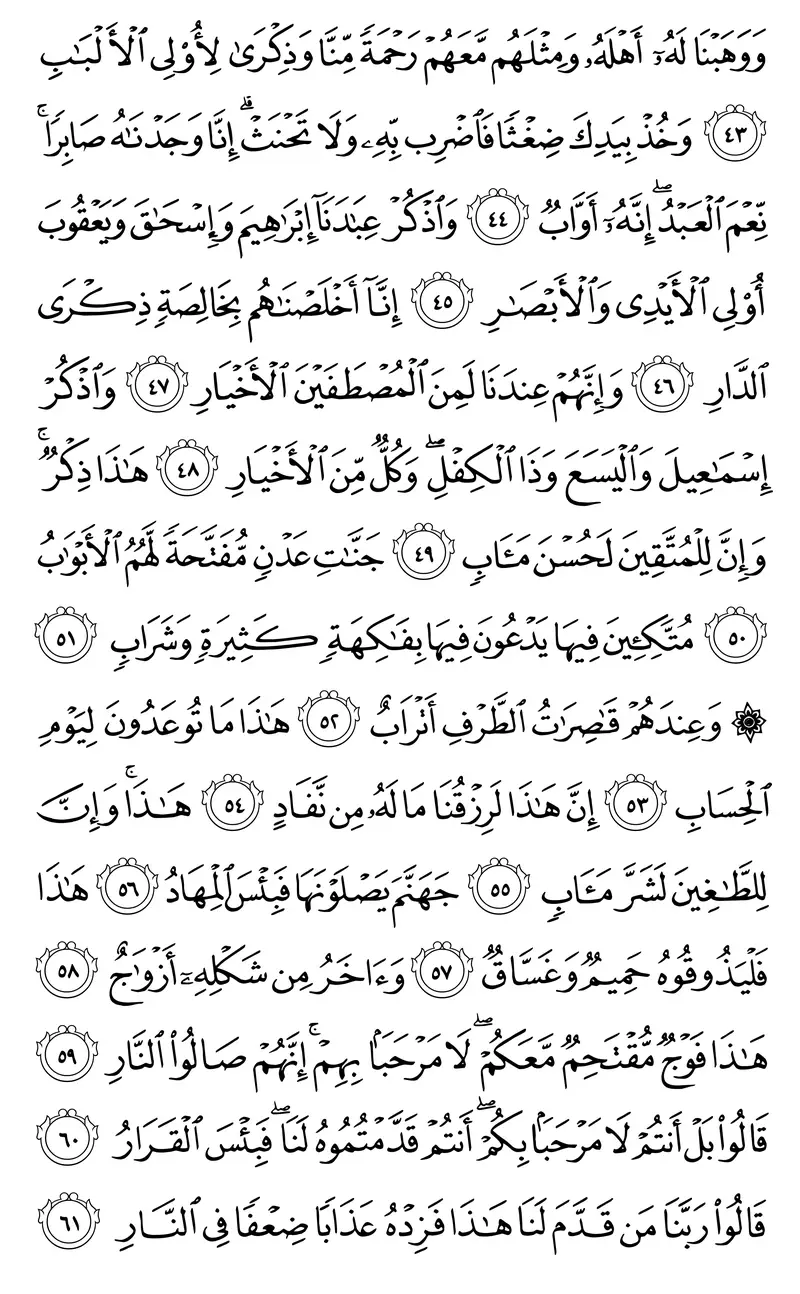 وَوَهَبْنَا لَهُۥٓ أَهْلَهُۥ وَمِثْلَهُم مَّعَهُمْ رَحْمَةً مِّنَّا وَذِكْرَىٰ لِأُو۟لِى ٱلْأَلْبَـٰبِ
٤٣ وَخُذْ بِيَدِكَ ضِغْثًا فَٱضْرِب بِّهِۦ وَلَا تَحْنَثْ ۗ إِنَّا وَجَدْنَـٰهُ صَابِرًا ۚ
نِّعْمَ ٱلْعَبْدُ ۖ إِنَّهُۥٓ أَوَّابٌ ٤٤ وَٱذْكُرْ عِبَـٰدَنَآ إِبْرَٰهِيمَ وَإِسْحَـٰقَ وَيَعْقُوبَ
أُو۟لِى ٱلْأَيْدِى وَٱلْأَبْصَـٰرِ ٤٥ إِنَّآ أَخْلَصْنَـٰهُم بِخَالِصَةٍ ذِكْرَى
ٱلدَّارِ ٤٦ وَإِنَّهُمْ عِندَنَا لَمِنَ ٱلْمُصْطَفَيْنَ ٱلْأَخْيَارِ ٤٧ وَٱذْكُرْ
إِسْمَـٰعِيلَ وَٱلْيَسَعَ وَذَا ٱلْكِفْلِ ۖ وَكُلٌّ مِّنَ ٱلْأَخْيَارِ ٤٨ هَـٰذَا ذِكْرٌ ۚ
وَإِنَّ لِلْمُتَّقِينَ لَحُسْنَ مَـَٔابٍ ٤٩ جَنَّـٰتِ عَدْنٍ مُّفَتَّحَةً لَّهُمُ ٱلْأَبْوَٰبُ
٥٠ مُتَّكِـِٔينَ فِيهَا يَدْعُونَ فِيهَا بِفَـٰكِهَةٍ كَثِيرَةٍ وَشَرَابٍ ٥١
۞ وَعِندَهُمْ قَـٰصِرَٰتُ ٱلطَّرْفِ أَتْرَابٌ ٥٢ هَـٰذَا مَا تُوعَدُونَ لِيَوْمِ
ٱلْحِسَابِ ٥٣ إِنَّ هَـٰذَا لَرِزْقُنَا مَا لَهُۥ مِن نَّفَادٍ ٥٤ هَـٰذَا ۚ وَإِنَّ
لِلطَّـٰغِينَ لَشَرَّ مَـَٔابٍ ٥٥ جَهَنَّمَ يَصْلَوْنَهَا فَبِئْسَ ٱلْمِهَادُ ٥٦ هَـٰذَا
فَلْيَذُوقُوهُ حَمِيمٌ وَغَسَّاقٌ ٥٧ وَءَاخَرُ مِن شَكْلِهِۦٓ أَزْوَٰجٌ ٥٨
هَـٰذَا فَوْجٌ مُّقْتَحِمٌ مَّعَكُمْ ۖ لَا مَرْحَبًۢا بِهِمْ ۚ إِنَّهُمْ صَالُوا۟ ٱلنَّارِ ٥٩
قَالُوا۟ بَلْ أَنتُمْ لَا مَرْحَبًۢا بِكُمْ ۖ أَنتُمْ قَدَّمْتُمُوهُ لَنَا ۖ فَبِئْسَ ٱلْقَرَارُ ٦٠
قَالُوا۟ رَبَّنَا مَن قَدَّمَ لَنَا هَـٰذَا فَزِدْهُ عَذَابًا ضِعْفًا فِى ٱلنَّارِ ٦١